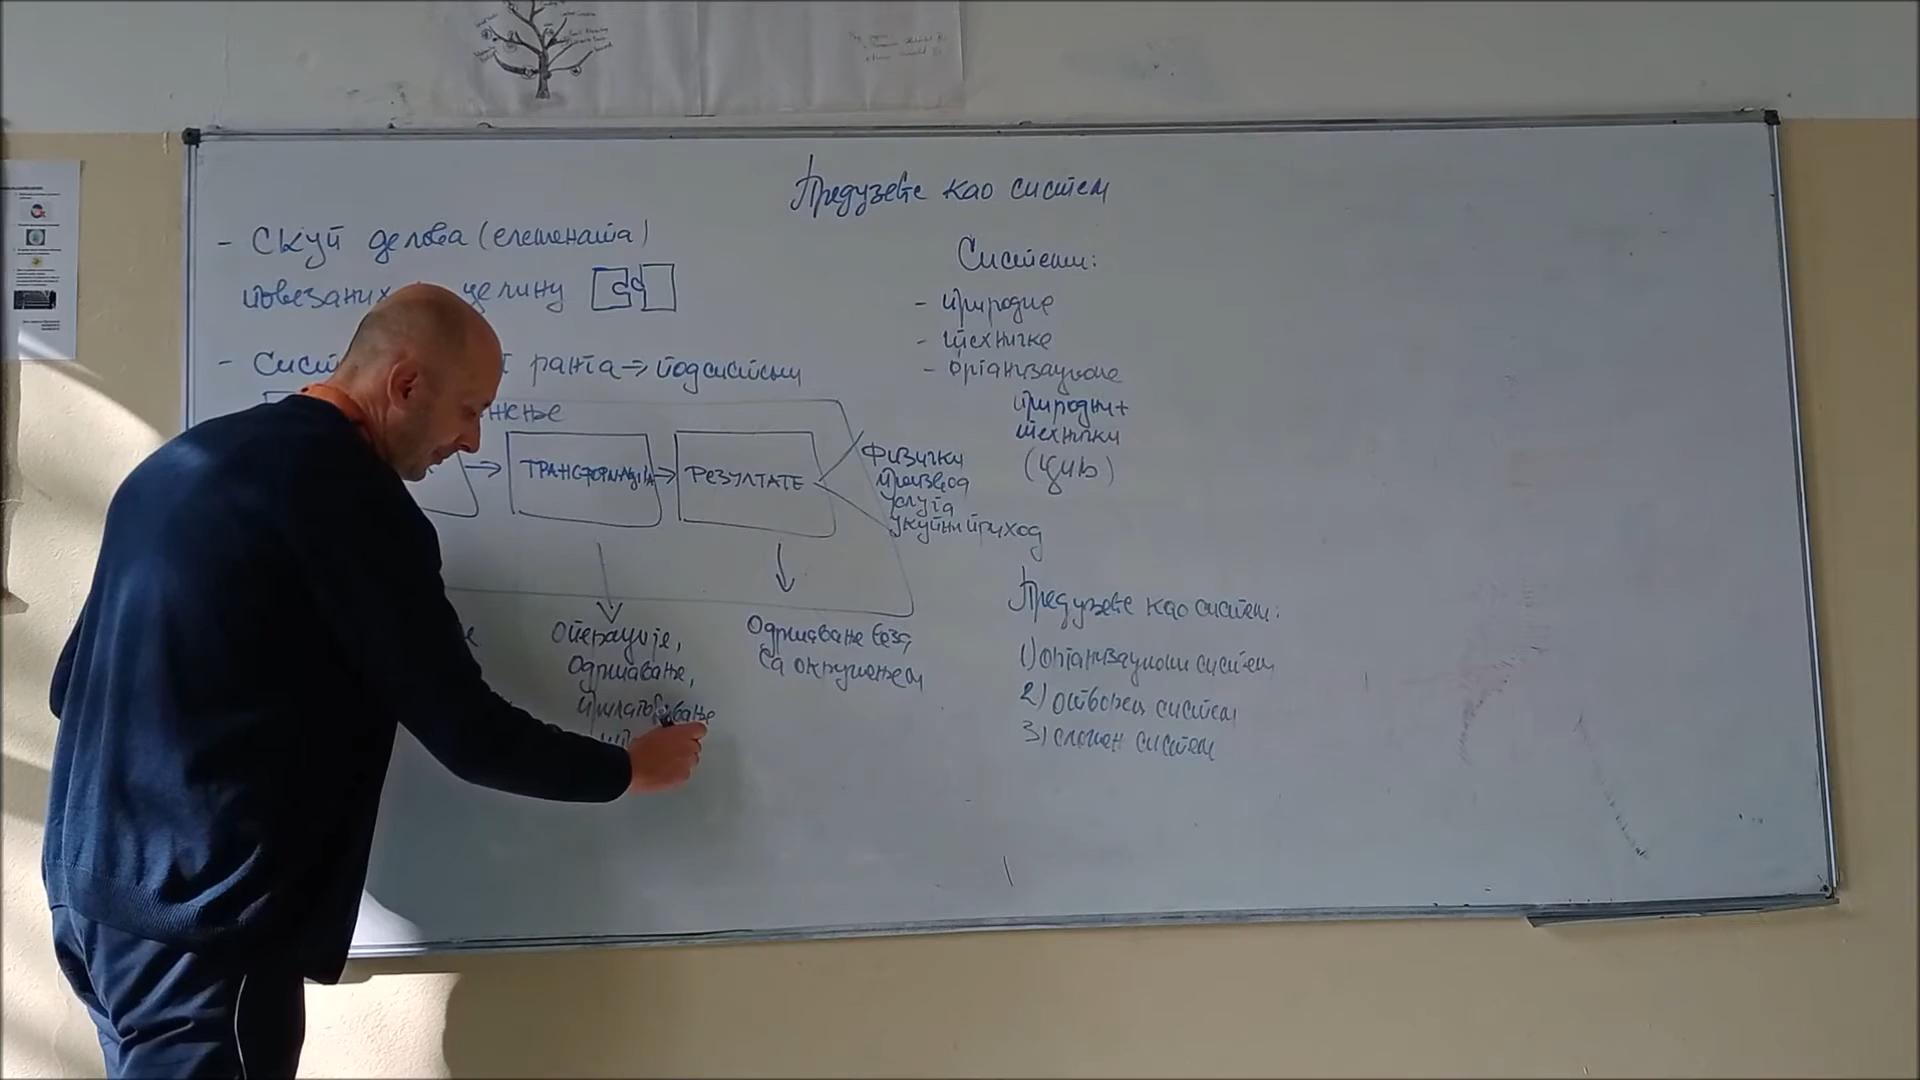 Предузеће као систем
- Скуп делова (елемената)
повезаних целину
- ранга → подсистем
Системи:
- природне
- техничке
- организационе
природни +
технички
(циљ)
жење
ТРАНСФОРМАЦИЈА
РЕЗУЛТАТЕ
Физички
производ
услуга
укупни приход
Операције,
Одржавање,
Прилагођавање
Одржавање веза
са окружењем
Предузеће као систем:
1) организациони систем
2) отворен систем
3) сложен систем